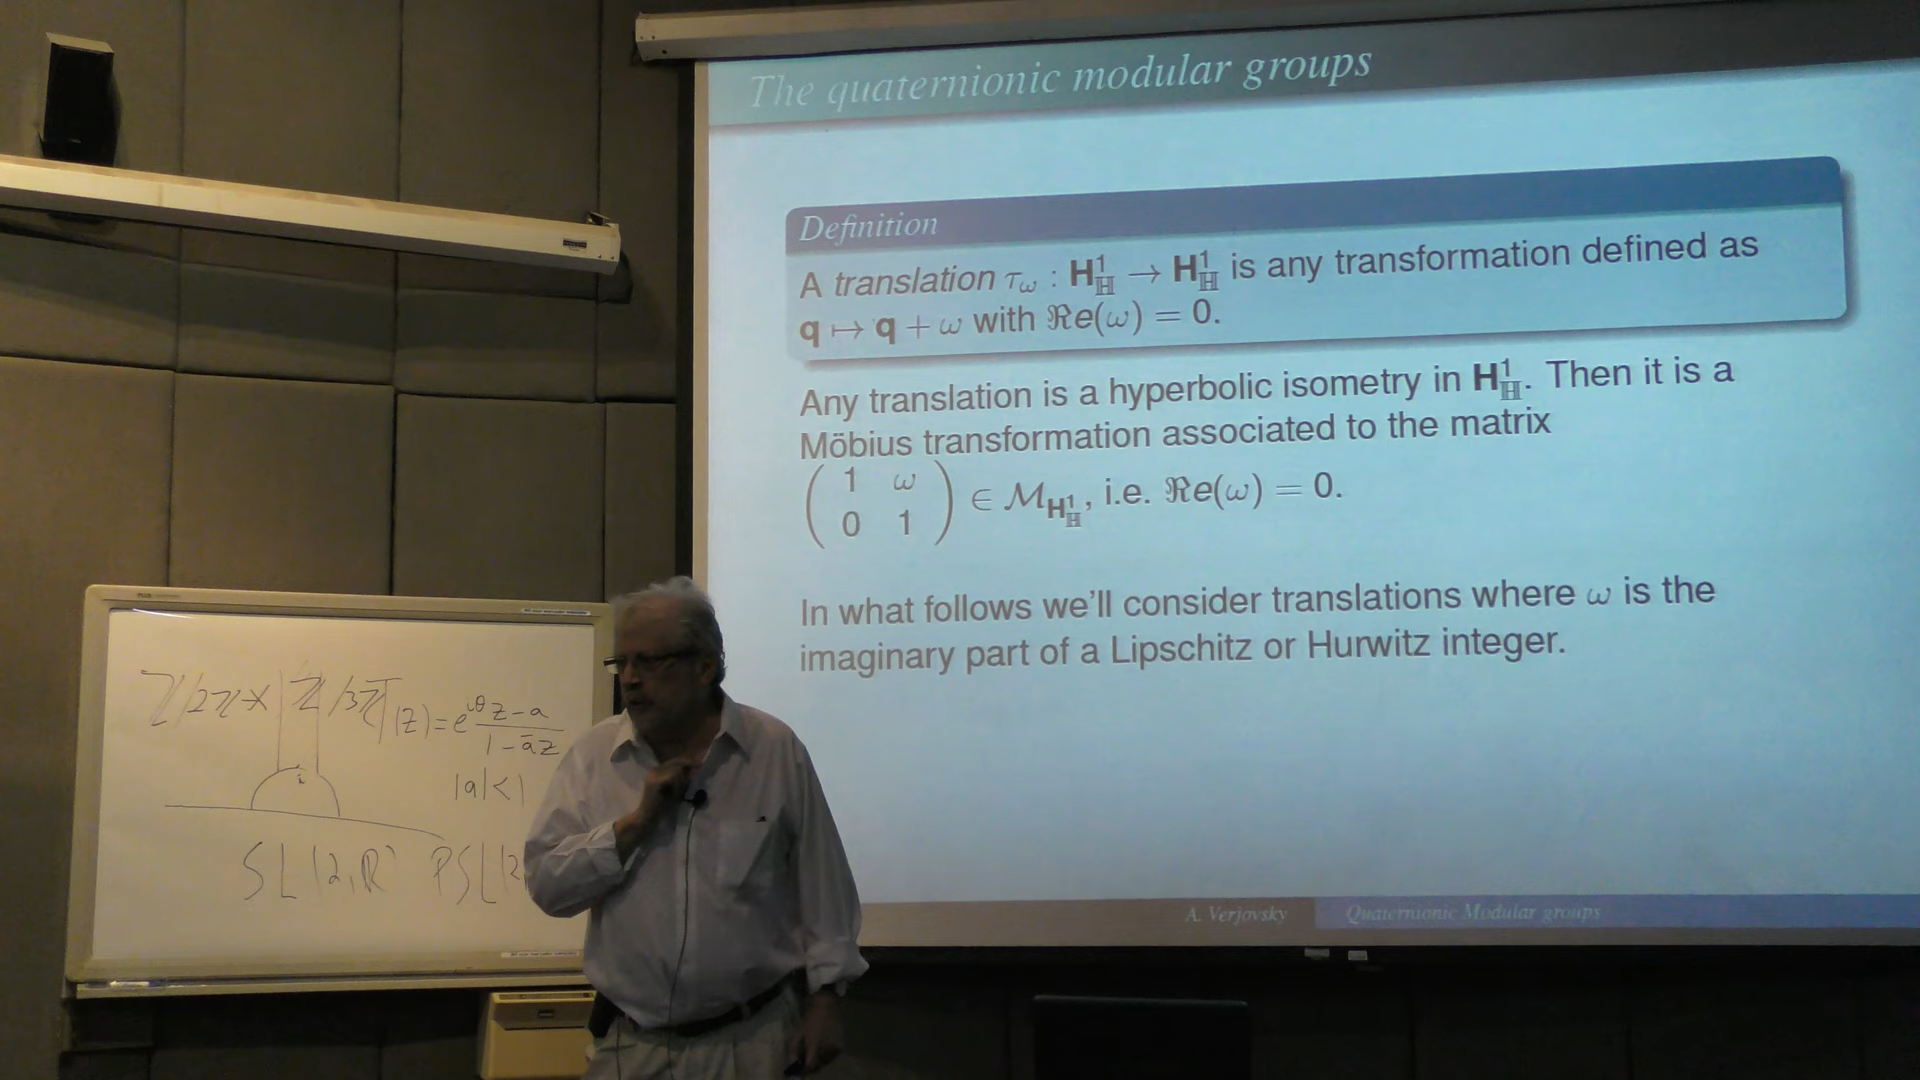 The quaternionic modular groups
Definition
A translation τ_ω : H¹_ℍ → H¹_ℍ is any transformation defined as
q ↦ q + ω with ℜe(ω) = 0.
Any translation is a hyperbolic isometry in H¹_ℍ. Then it is a
Möbius transformation associated to the matrix
( 1 ω
0 1 ) ∈ M_{H¹_ℍ}, i.e. ℜe(ω) = 0.
In what follows we'll consider translations where ω is the
imaginary part of a Lipschitz or Hurwitz integer.
A. Verjovsky
Quaternionic Modular groups
PLUS
ℤ/2ℤ * ℤ/3ℤ
(z) = e^{iθ} (z-a)/(1-āz)
i
|a|<1
SL(2,ℝ) PSL(2,